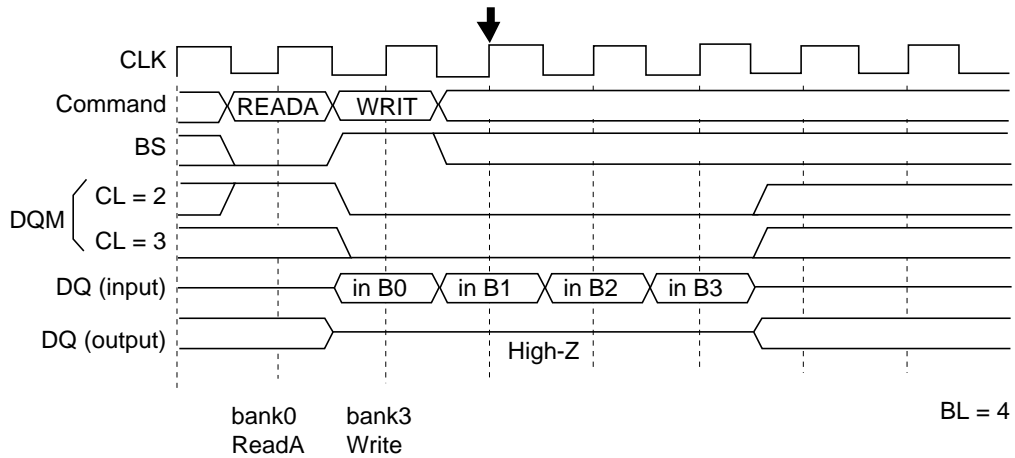 CLK
Command READA WRIT
BS
DQM CL = 2
CL = 3
DQ (input) in B0 in B1 in B2 in B3
DQ (output)
High-Z
bank0 bank3 BL = 4
ReadA Write